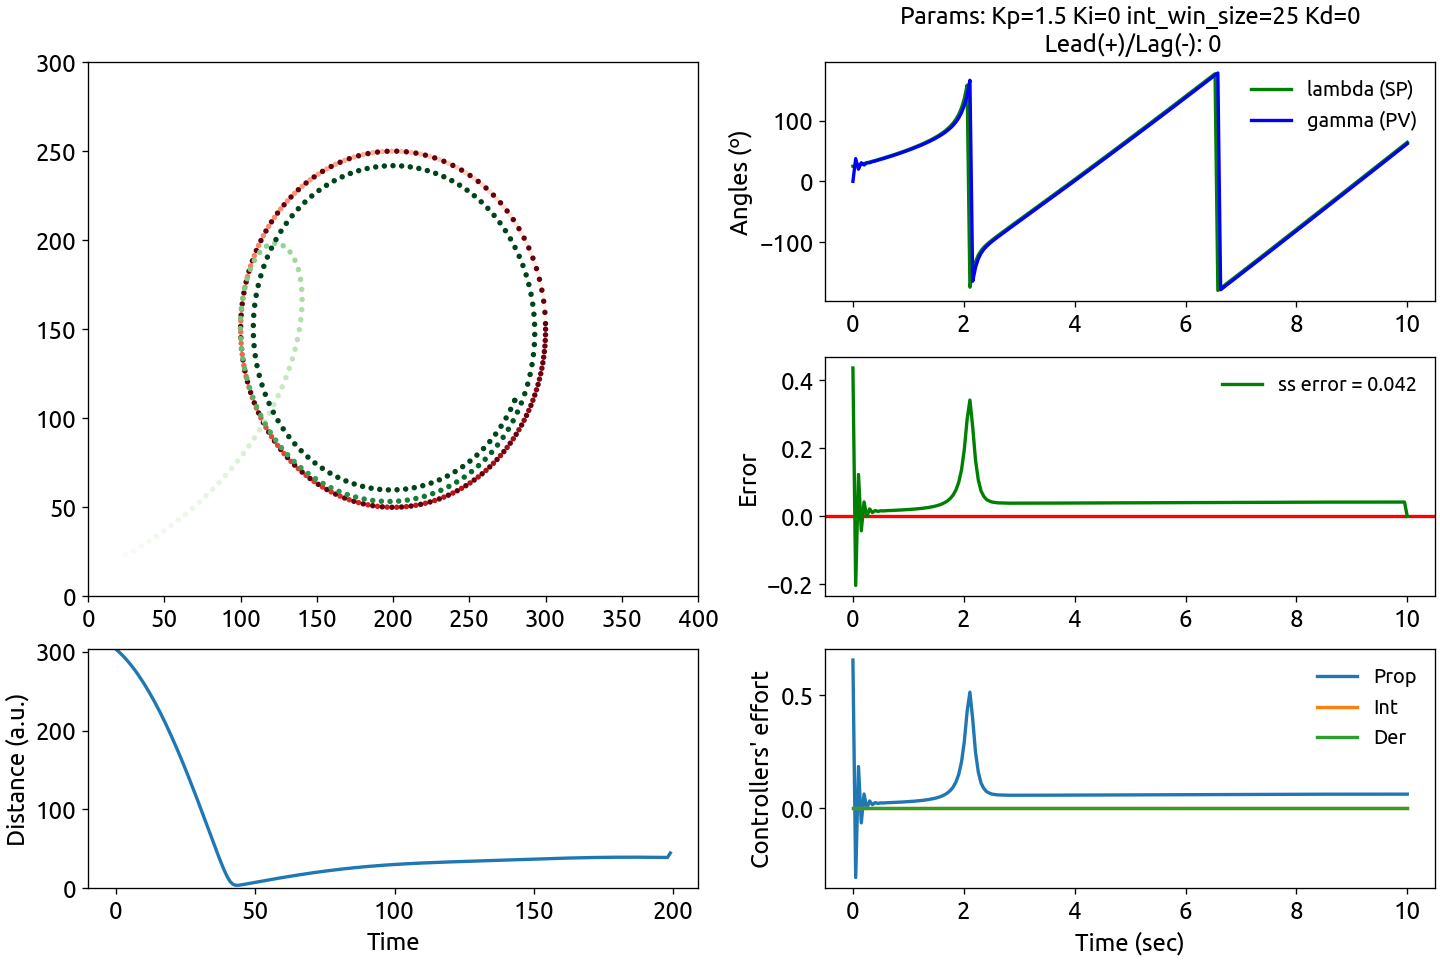 Params: Kp=1.5 Ki=0 int_win_size=25 Kd=0
Lead(+)/Lag(-): 0
300
250
200
150
100
50
0
0 50 100 150 200 250 300 350 400
Angles (º)
100
0
−100
lambda (SP)
gamma (PV)
0 2 4 6 8 10
Error
0.4
0.2
0.0
−0.2
ss error = 0.042
0 2 4 6 8 10
Distance (a.u.)
300
200
100
0
0 50 100 150 200
Time
Controllers' effort
0.5
0.0
Prop
Int
Der
0 2 4 6 8 10
Time (sec)